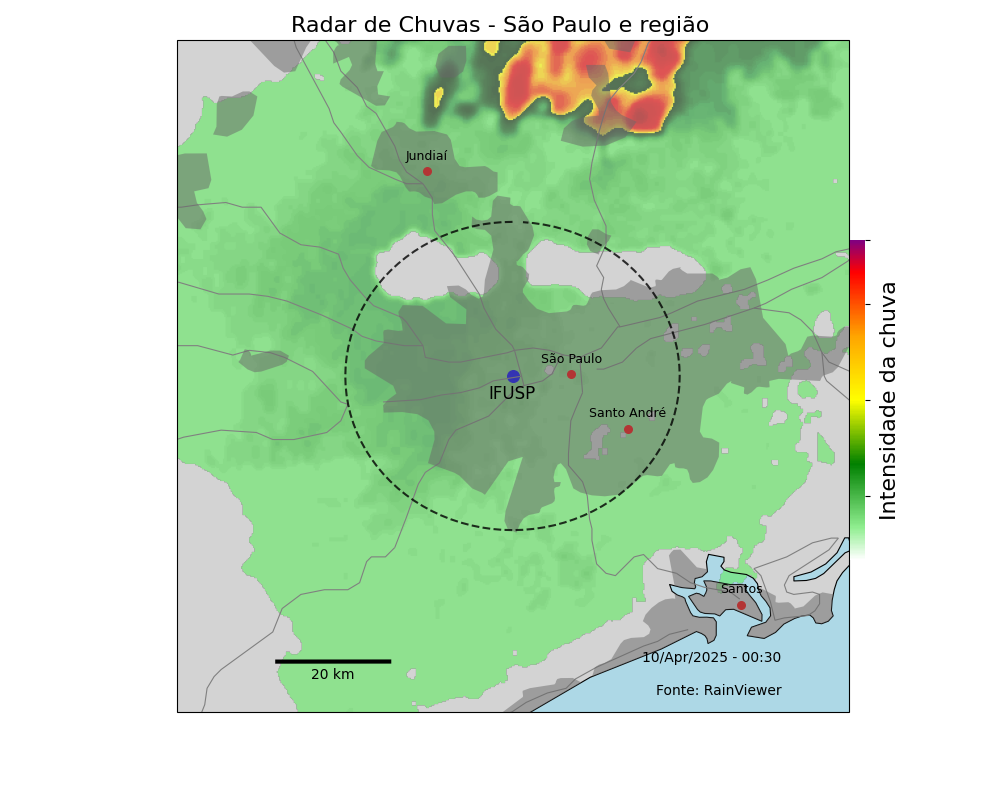 Radar de Chuvas - São Paulo e região
Jundiaí
São Paulo
IFUSP
Santo André
Intensidade da chuva
Santos
10/Apr/2025 - 00:30
20 km
Fonte: RainViewer